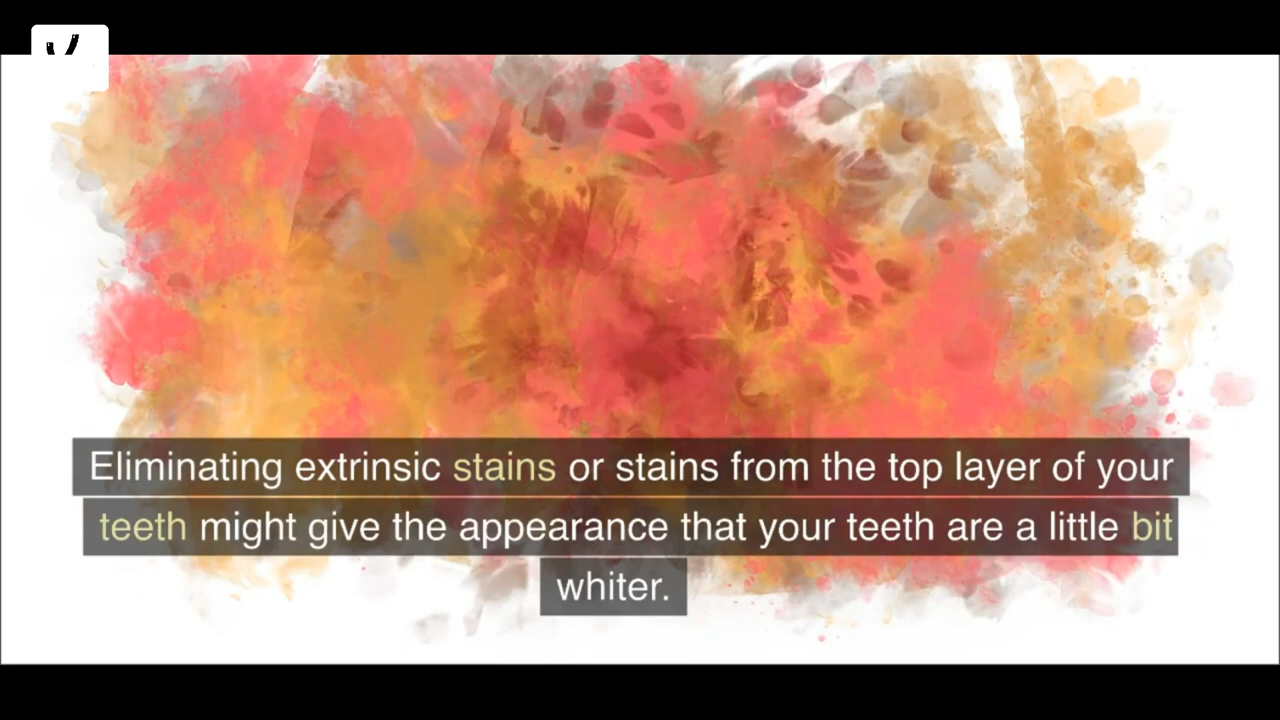 Eliminating extrinsic stains or stains from the top layer of your
teeth might give the appearance that your teeth are a little bit
whiter.